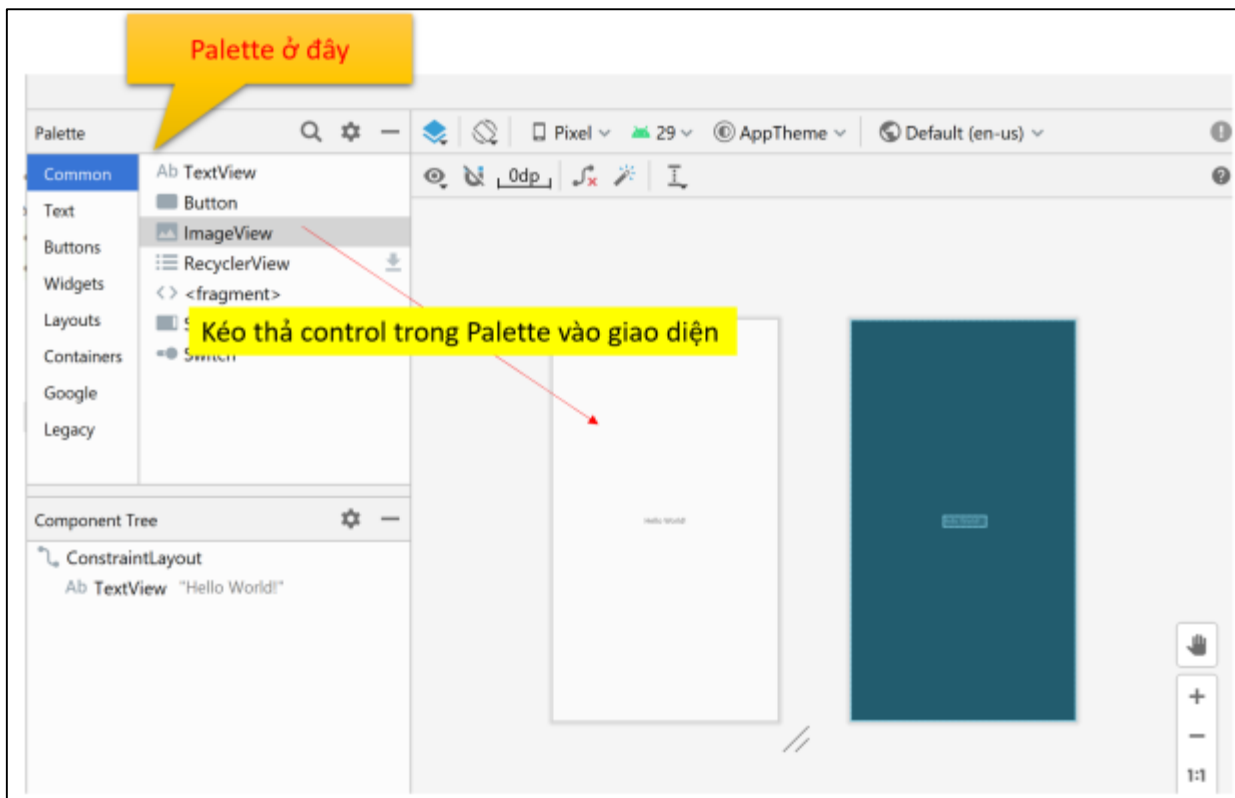 Palette ở đây
Palette
Pixel 29 AppTheme Default (en-us)
Common
Text
Buttons
Widgets
Layouts
Containers
Google
Legacy
Ab TextView
Button
ImageView
RecyclerView
<fragment>
S
Switch
0dp
Kéo thả control trong Palette vào giao diện
Hello World!
Component Tree
ConstraintLayout
Ab TextView "Hello World!"
1:1